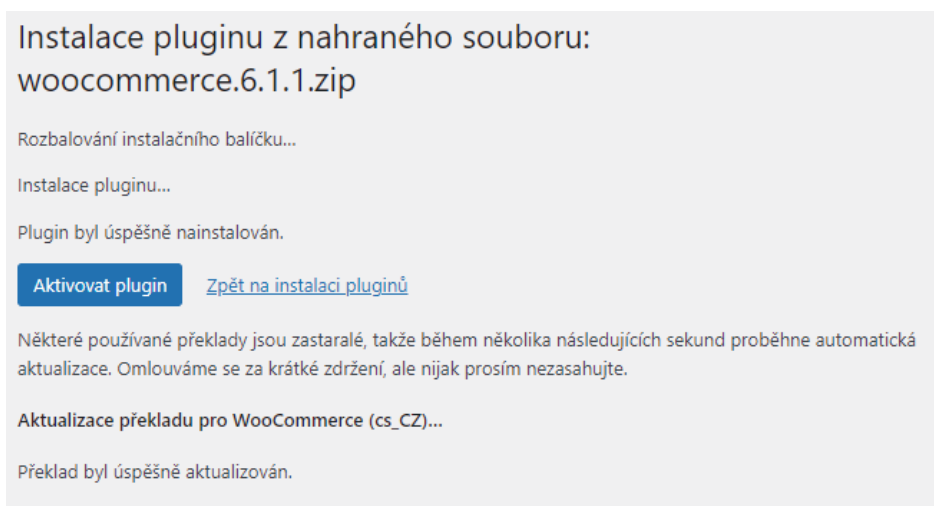 Instalace pluginu z nahraného souboru:
woocommerce.6.1.1.zip
Rozbalování instalačního balíčku...
Instalace pluginu...
Plugin byl úspěšně nainstalován.
Aktivovat plugin Zpět na instalaci pluginů
Některé používané překlady jsou zastaralé, takže během několika následujících sekund proběhne automatická
aktualizace. Omlouváme se za krátké zdržení, ale nijak prosím nezasahujte.
Aktualizace překladu pro WooCommerce (cs_CZ)...
Překlad byl úspěšně aktualizován.